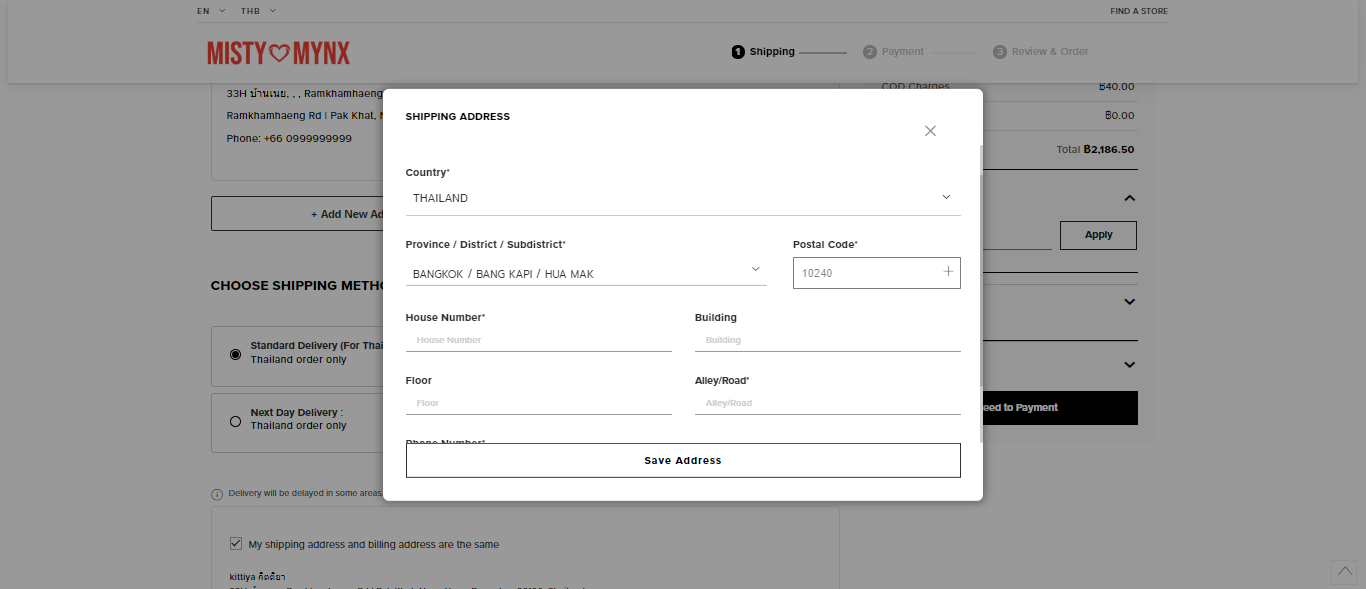 EN THB FIND A STORE
MISTY MYNX
1 Shipping 2 Payment 3 Review & Order
COD Charges ฿40.00
33H บ้านเนย, , , Ramkhamhaeng
Ramkhamhaeng Rd | Pak Khat,
฿0.00
Phone: +66 0999999999
Total ฿2,186.50
+ Add New
Apply
CHOOSE SHIPPING
Standard Delivery (For
Thailand order only
Next Day Delivery :
Thailand order only
to Payment
Delivery will be delayed in some areas
My shipping address and billing address are the same
kittiya กิตติยา
SHIPPING ADDRESS
Country*
THAILAND
Province / District / Subdistrict* Postal Code*
BANGKOK / BANG KAPI / HUA MAK 10240
House Number* Building
House Number Building
Floor Alley/Road*
Floor Alley/Road
Phone Number*
Save Address